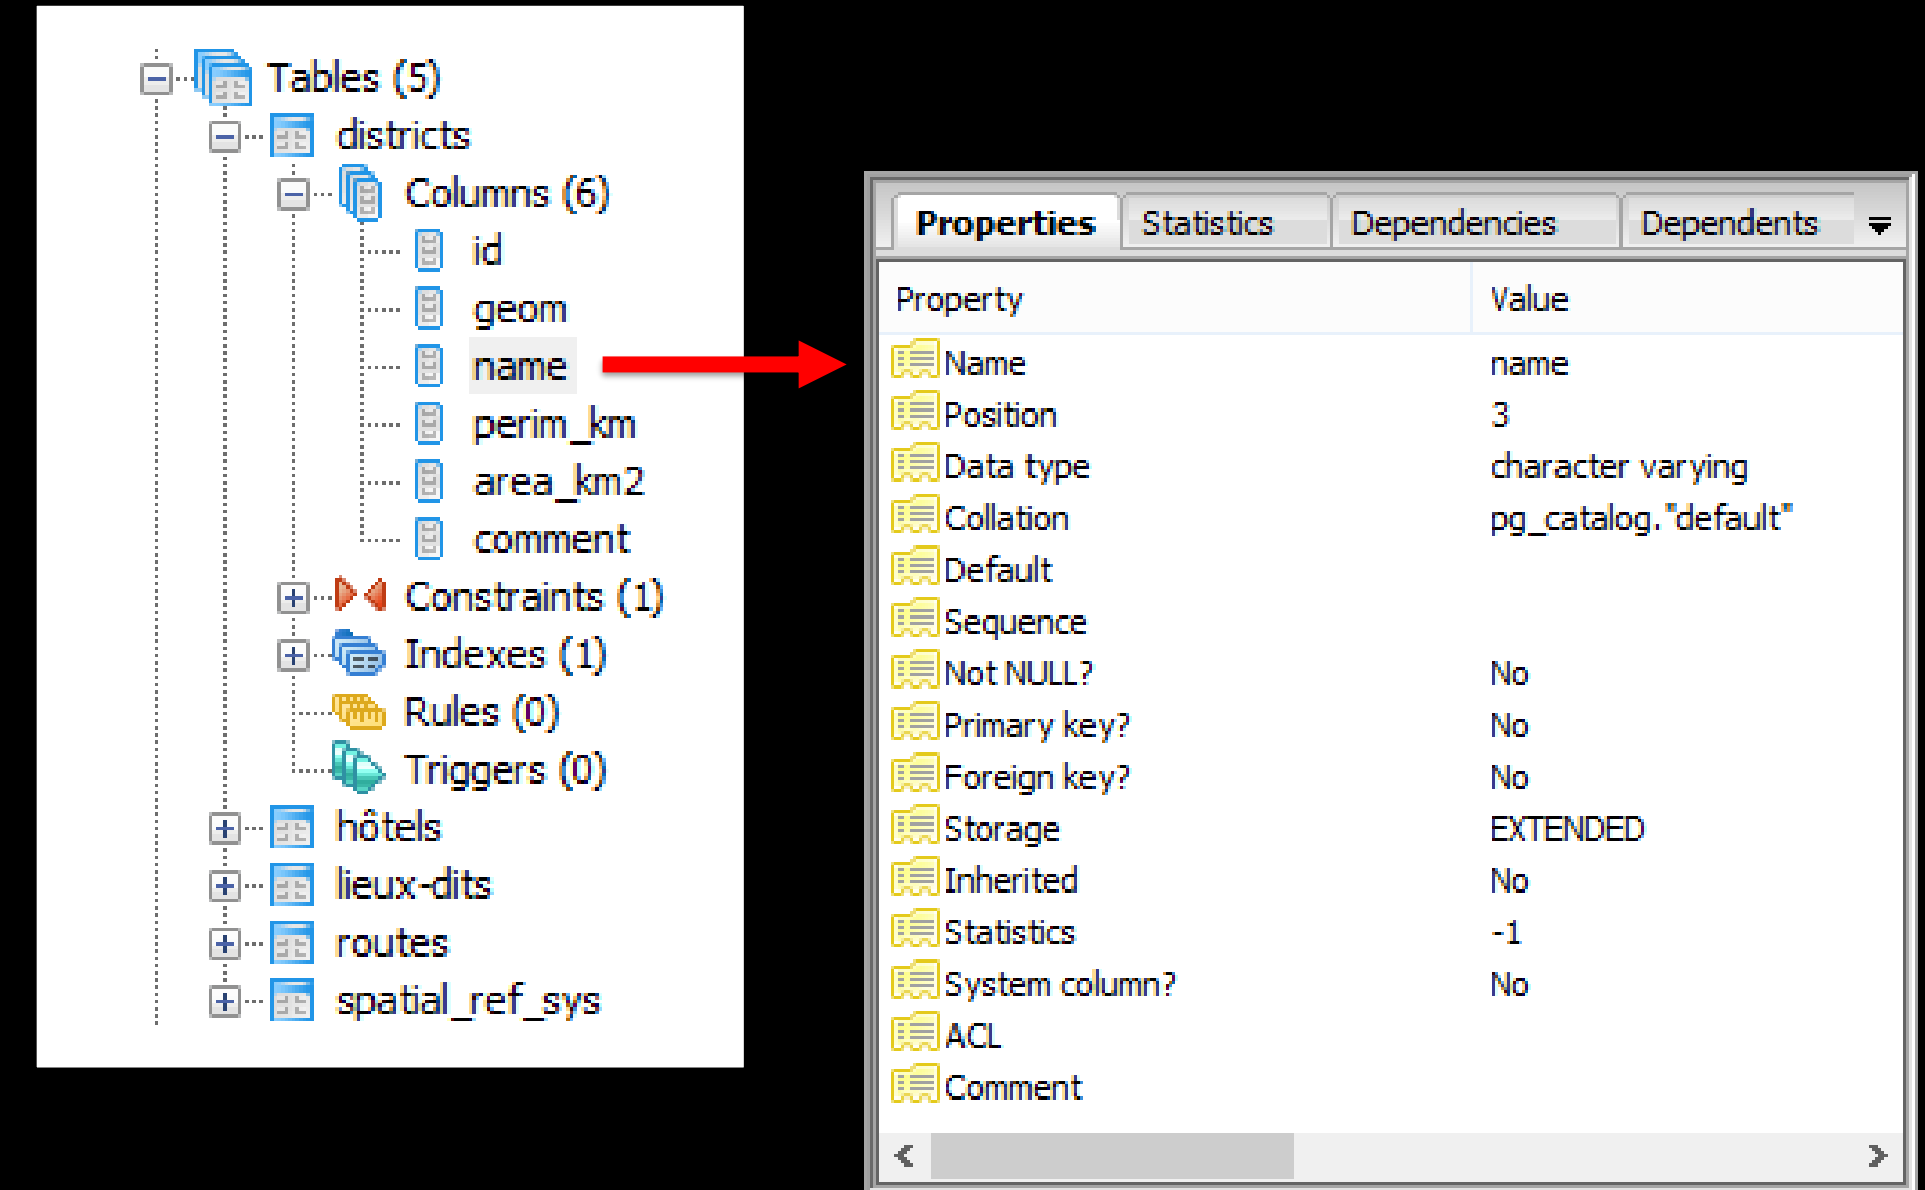 Tables (5)
districts
Columns (6)
id
geom
name
perim_km
area_km2
comment
Constraints (1)
Indexes (1)
Rules (0)
Triggers (0)
hôtels
lieux-dits
routes
spatial_ref_sys
Properties Statistics Dependencies Dependents
Property Value
Name name
Position 3
Data type character varying
Collation pg_catalog."default"
Default
Sequence
Not NULL? No
Primary key? No
Foreign key? No
Storage EXTENDED
Inherited No
Statistics -1
System column? No
ACL
Comment